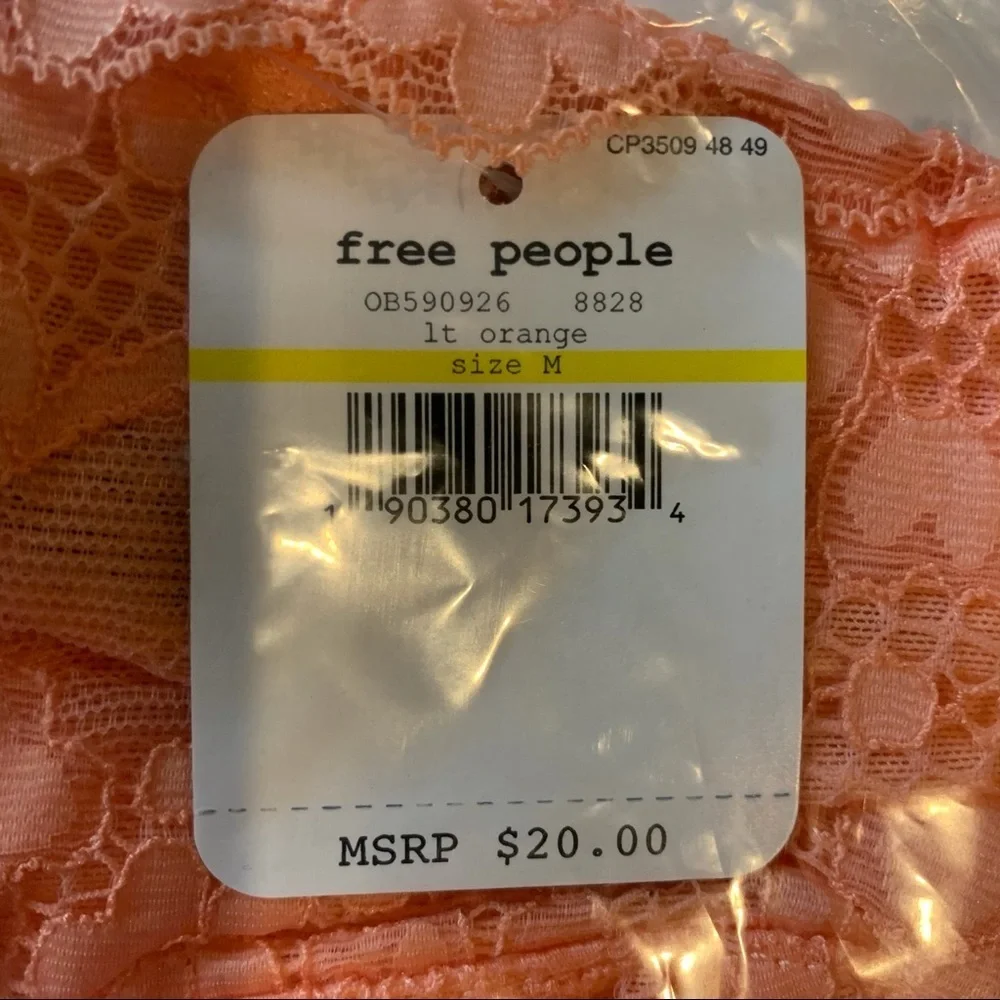 CP3509 48 49
free people
OB590926 8828
lt orange
size M
1 90380 17393 4
MSRP $20.00